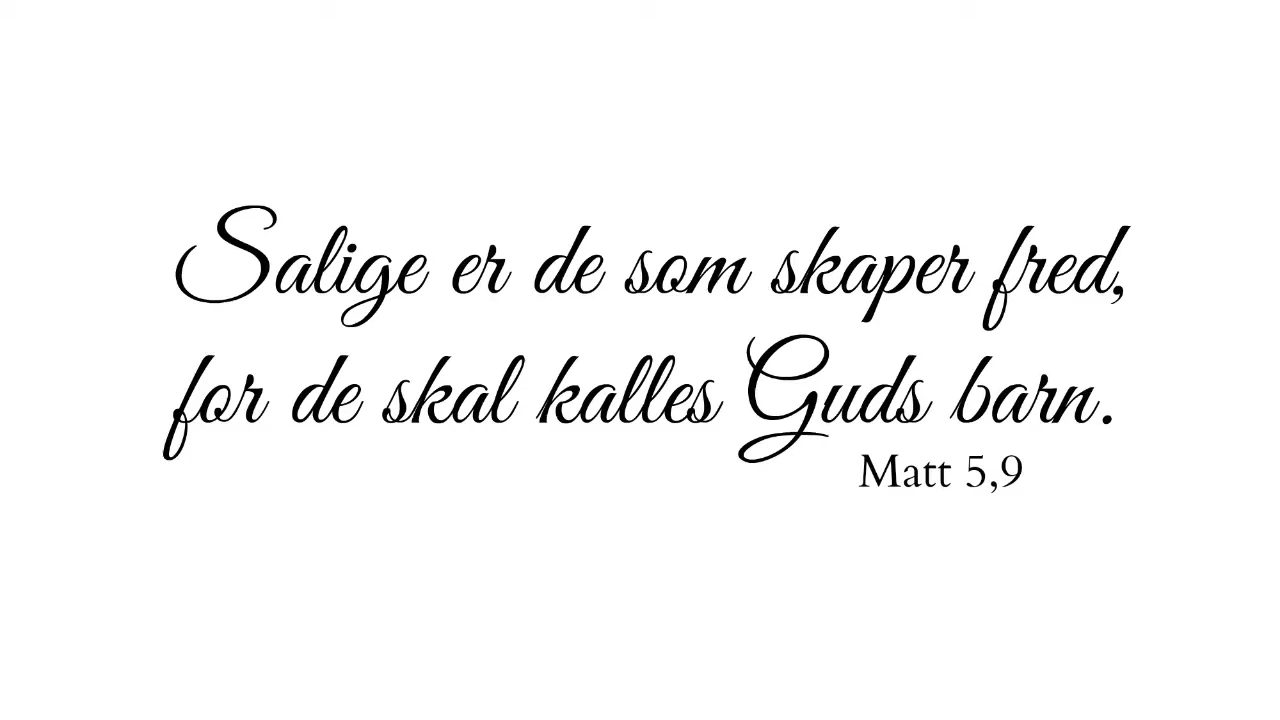 Salige er de som skaper fred,
for de skal kalles Guds barn.
Matt 5,9